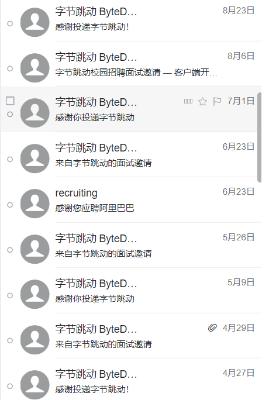 字节跳动 ByteD... 8月23日
感谢投递字节跳动！
字节跳动 ByteD... 8月6日
字节跳动校园招聘面试邀请 — 客户端开...
字节跳动 ByteD... 7月1日
感谢你投递字节跳动
字节跳动 ByteD... 6月23日
来自字节跳动的面试邀请
recruiting 6月23日
感谢您应聘阿里巴巴
字节跳动 ByteD... 5月26日
来自字节跳动的面试邀请
字节跳动 ByteD... 5月9日
感谢你投递字节跳动
字节跳动 ByteD... 4月29日
来自字节跳动的面试邀请
字节跳动 ByteD... 4月27日
感谢投递字节跳动！